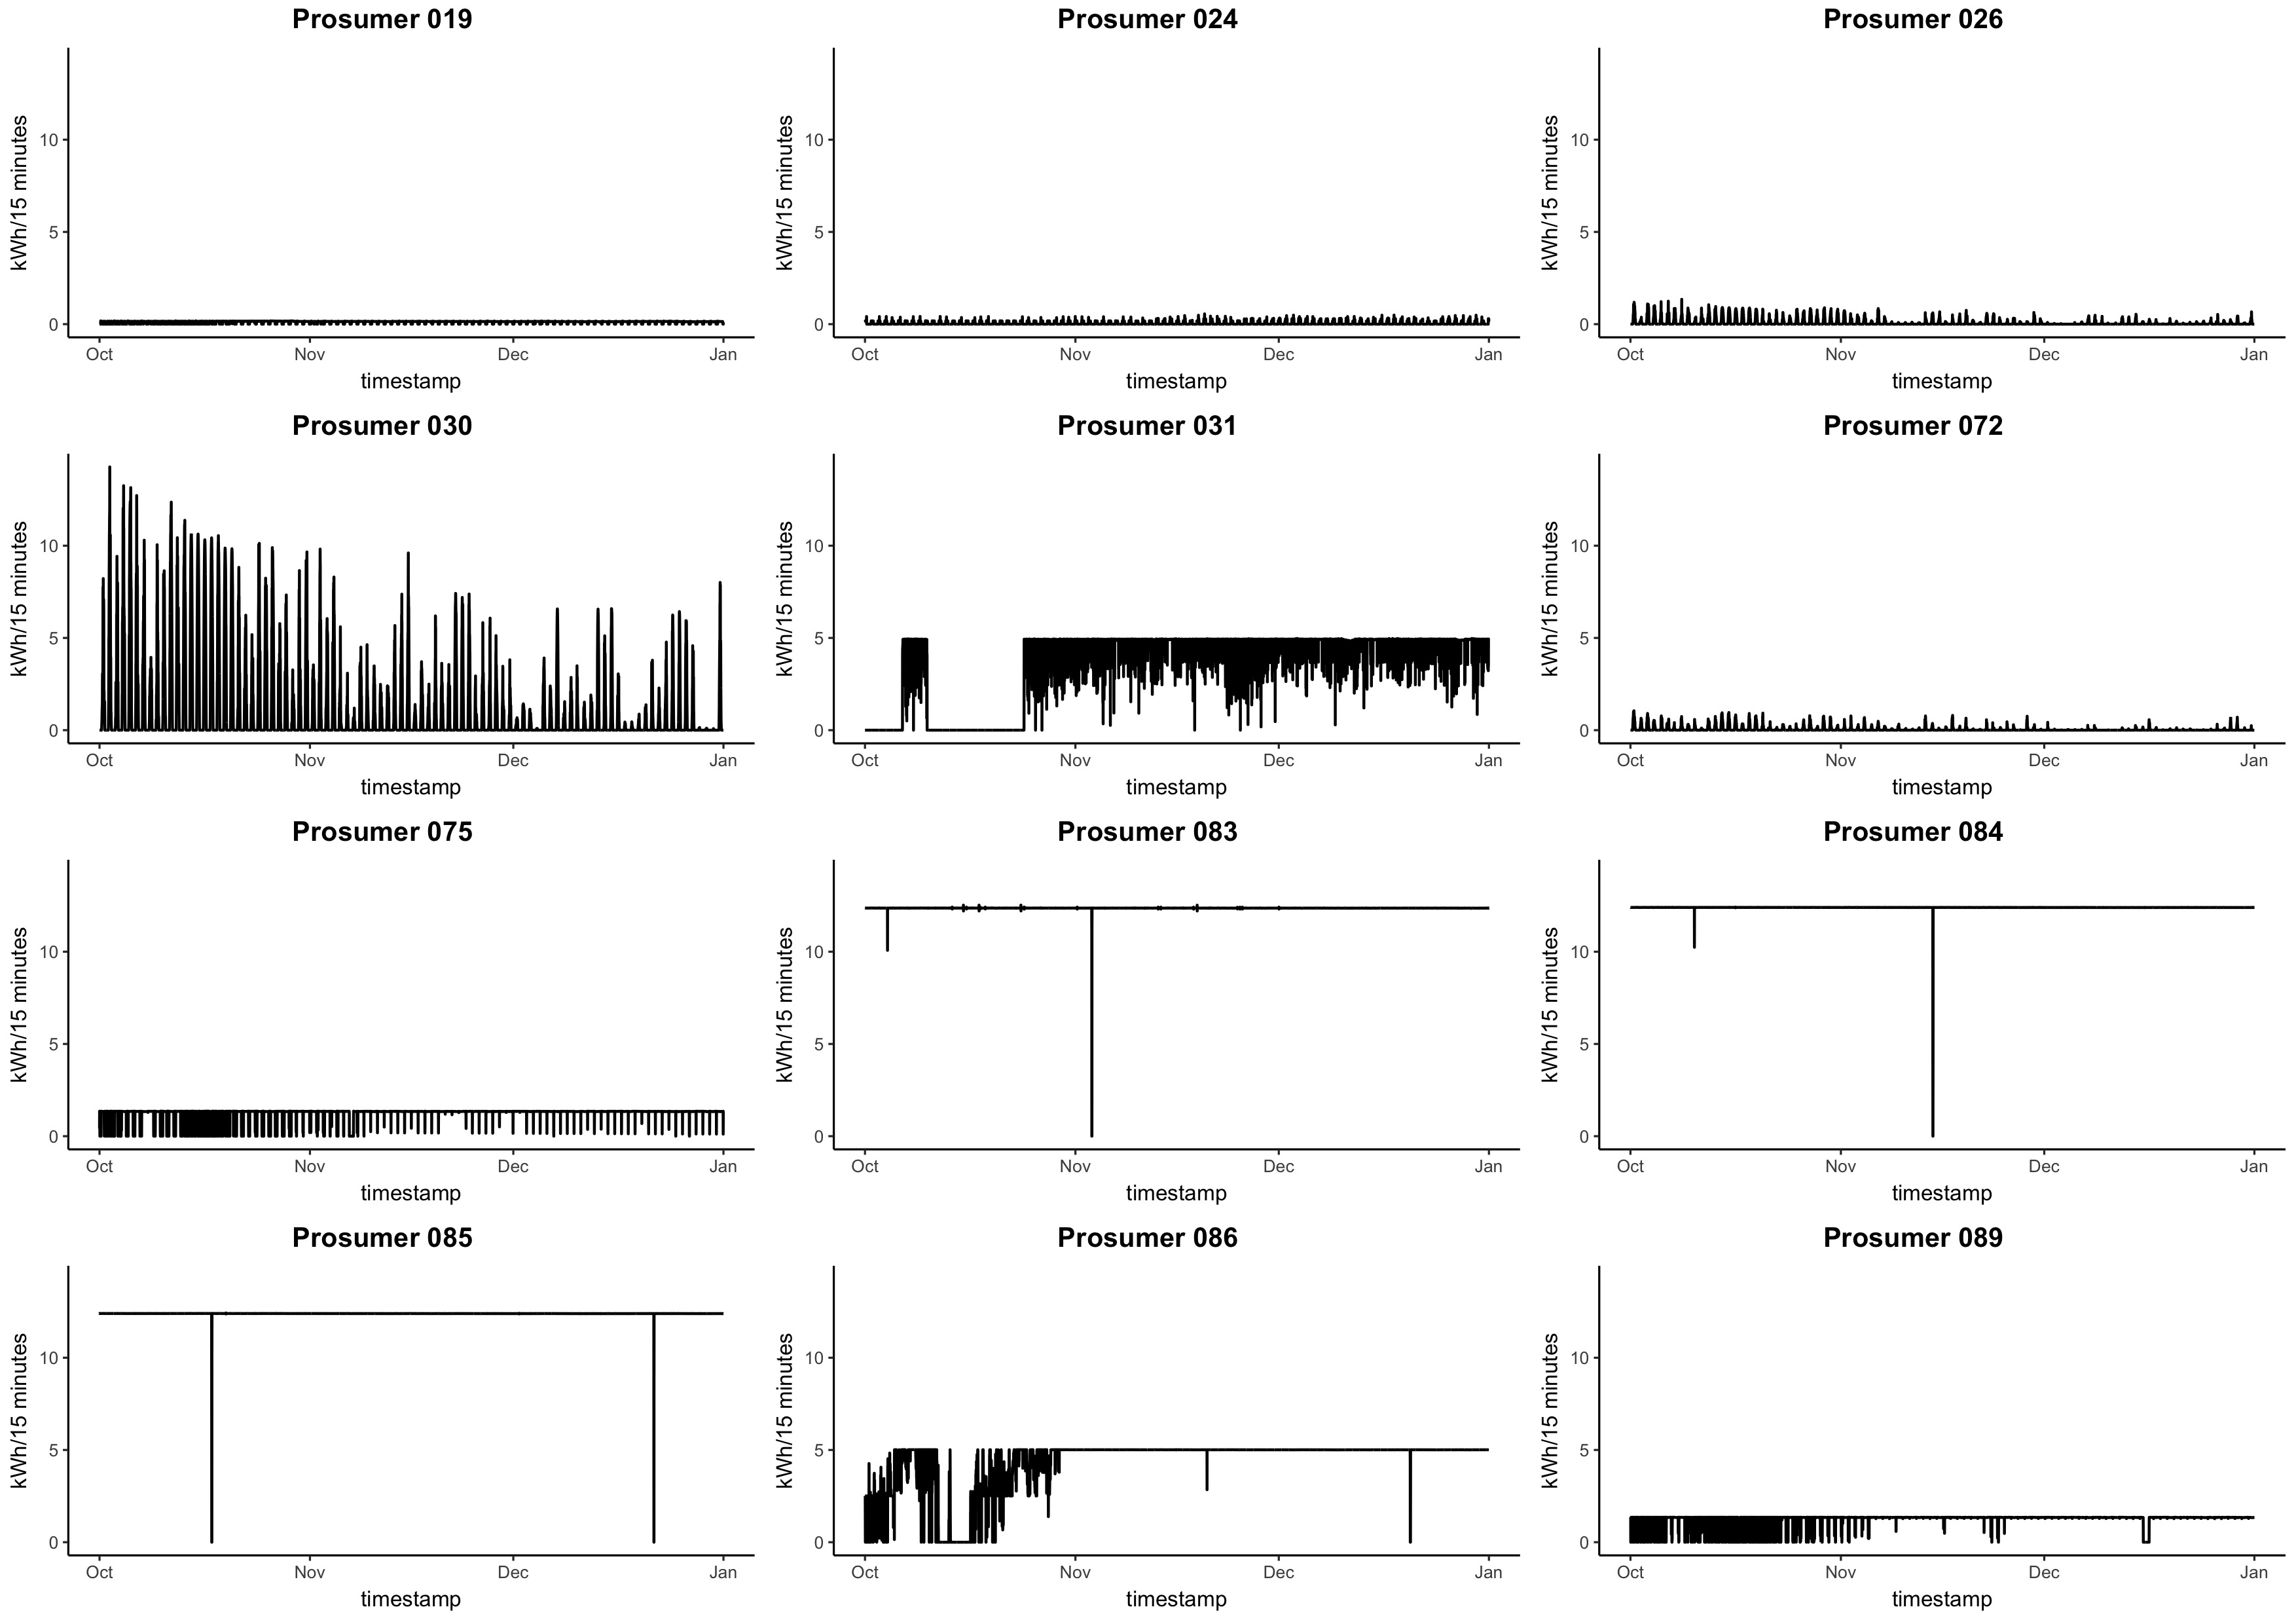 Prosumer 019
Prosumer 024
Prosumer 026
kWh/15 minutes
10
5
0
Oct
Nov
Dec
Jan
timestamp
kWh/15 minutes
10
5
0
Oct
Nov
Dec
Jan
timestamp
kWh/15 minutes
10
5
0
Oct
Nov
Dec
Jan
timestamp
Prosumer 030
Prosumer 031
Prosumer 072
kWh/15 minutes
10
5
0
Oct
Nov
Dec
Jan
timestamp
kWh/15 minutes
10
5
0
Oct
Nov
Dec
Jan
timestamp
kWh/15 minutes
10
5
0
Oct
Nov
Dec
Jan
timestamp
Prosumer 075
Prosumer 083
Prosumer 084
kWh/15 minutes
10
5
0
Oct
Nov
Dec
Jan
timestamp
kWh/15 minutes
10
5
0
Oct
Nov
Dec
Jan
timestamp
kWh/15 minutes
10
5
0
Oct
Nov
Dec
Jan
timestamp
Prosumer 085
Prosumer 086
Prosumer 089
kWh/15 minutes
10
5
0
Oct
Nov
Dec
Jan
timestamp
kWh/15 minutes
10
5
0
Oct
Nov
Dec
Jan
timestamp
kWh/15 minutes
10
5
0
Oct
Nov
Dec
Jan
timestamp